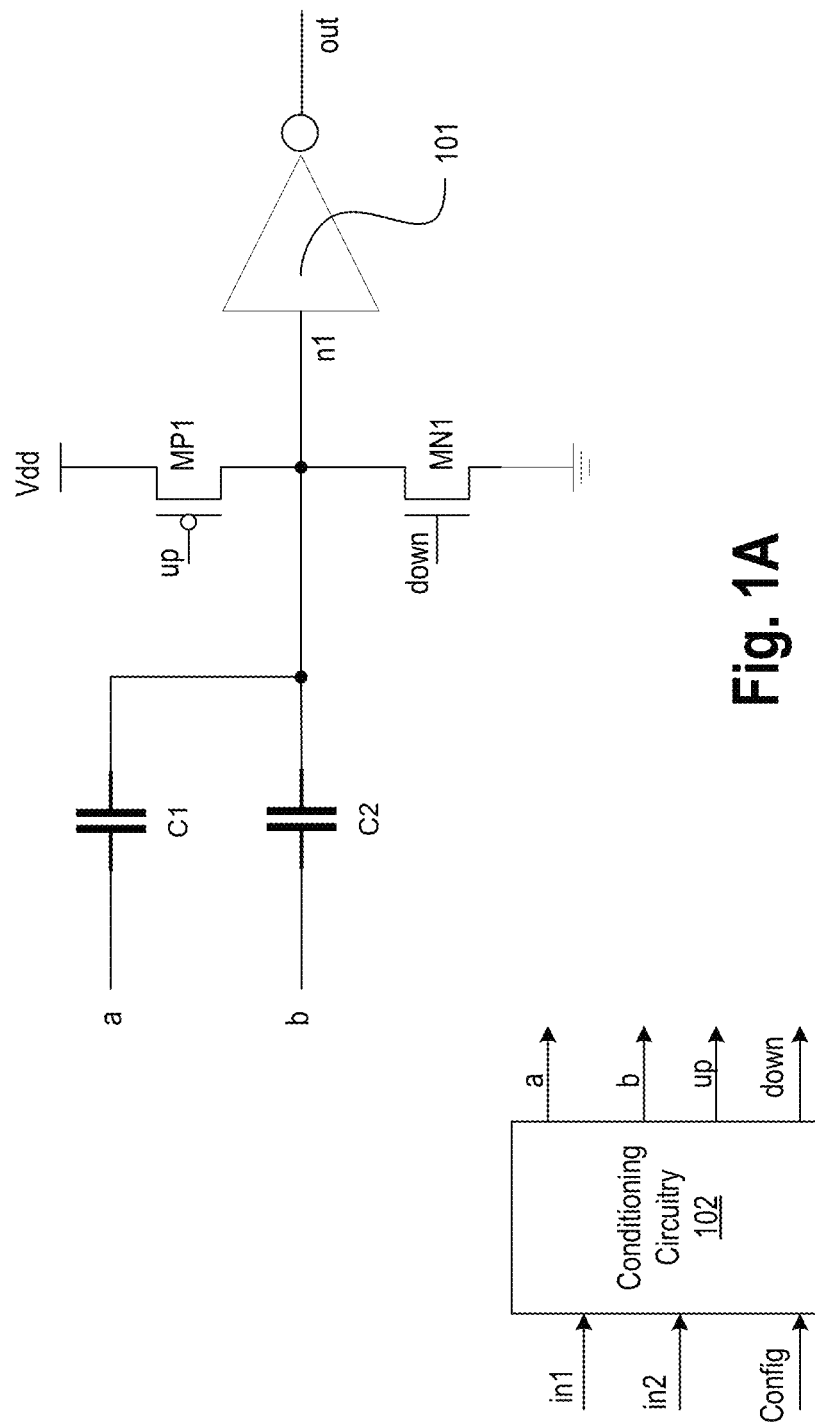 a
b
C1
C2
Vdd
up
MP1
down
MN1
n1
101
out
in1
in2
Config
Conditioning
Circuitry
102
a
b
up
down
Fig. 1A